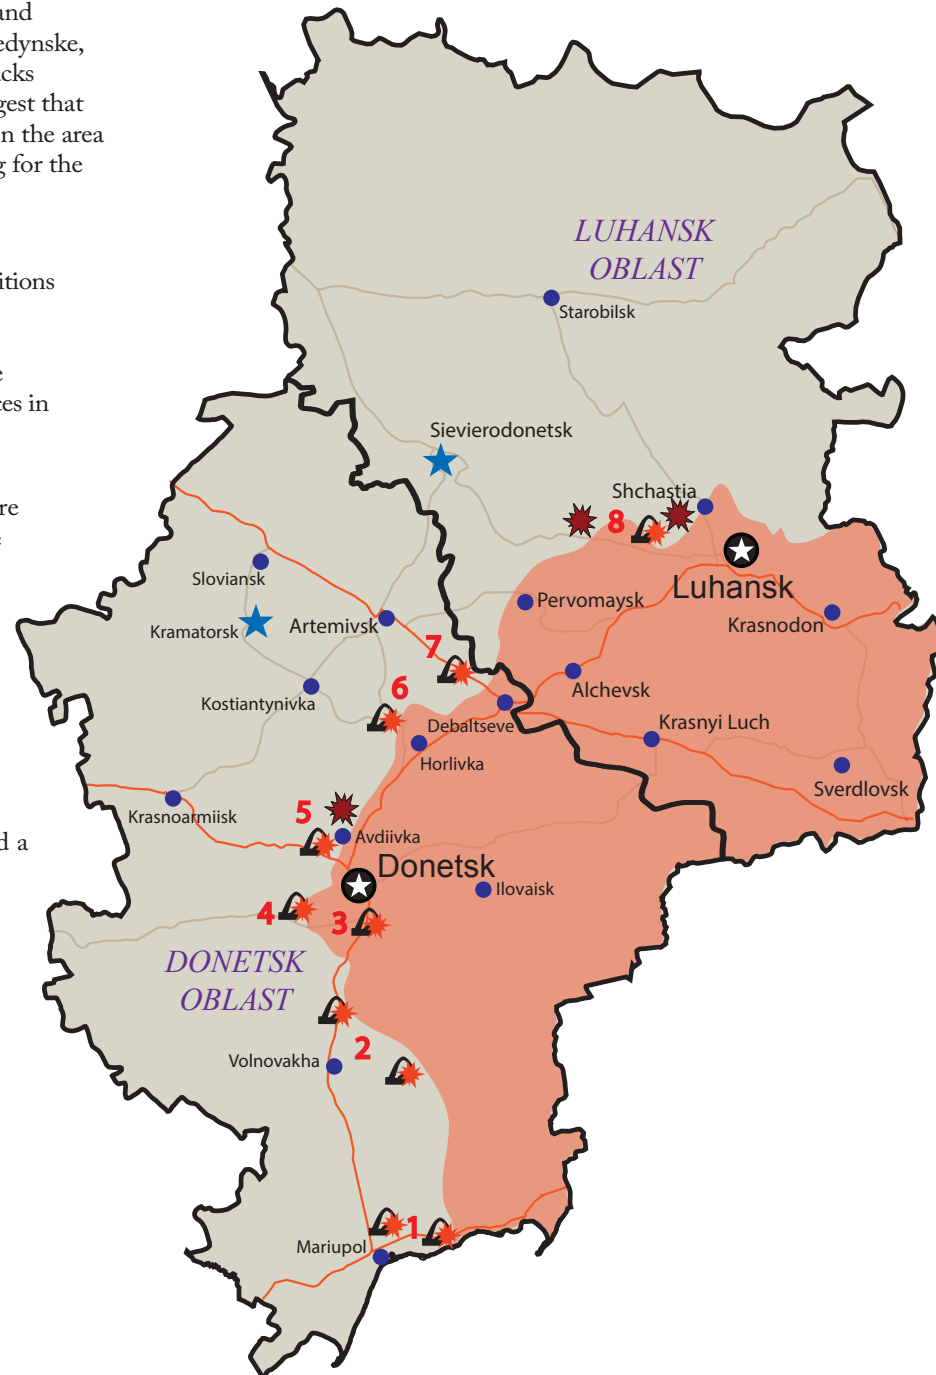 and
edynske,
acks
gest that
n the area
g for the
itions
e
ces in
re
e
d a
LUHANSK
OBLAST
Starobilsk
Sievierodonetsk
Shchastia
8
Luhansk
Sloviansk
Pervomaysk
Krasnodon
Kramatorsk
Artemivsk
7
Kostiantynivka
6
Alchevsk
Debaltseve
Krasnyi Luch
Horlivka
Sverdlovsk
Krasnoarmiisk
5
Avdiivka
Donetsk
Ilovaisk
4
3
DONETSK
OBLAST
2
Volnovakha
1
Mariupol